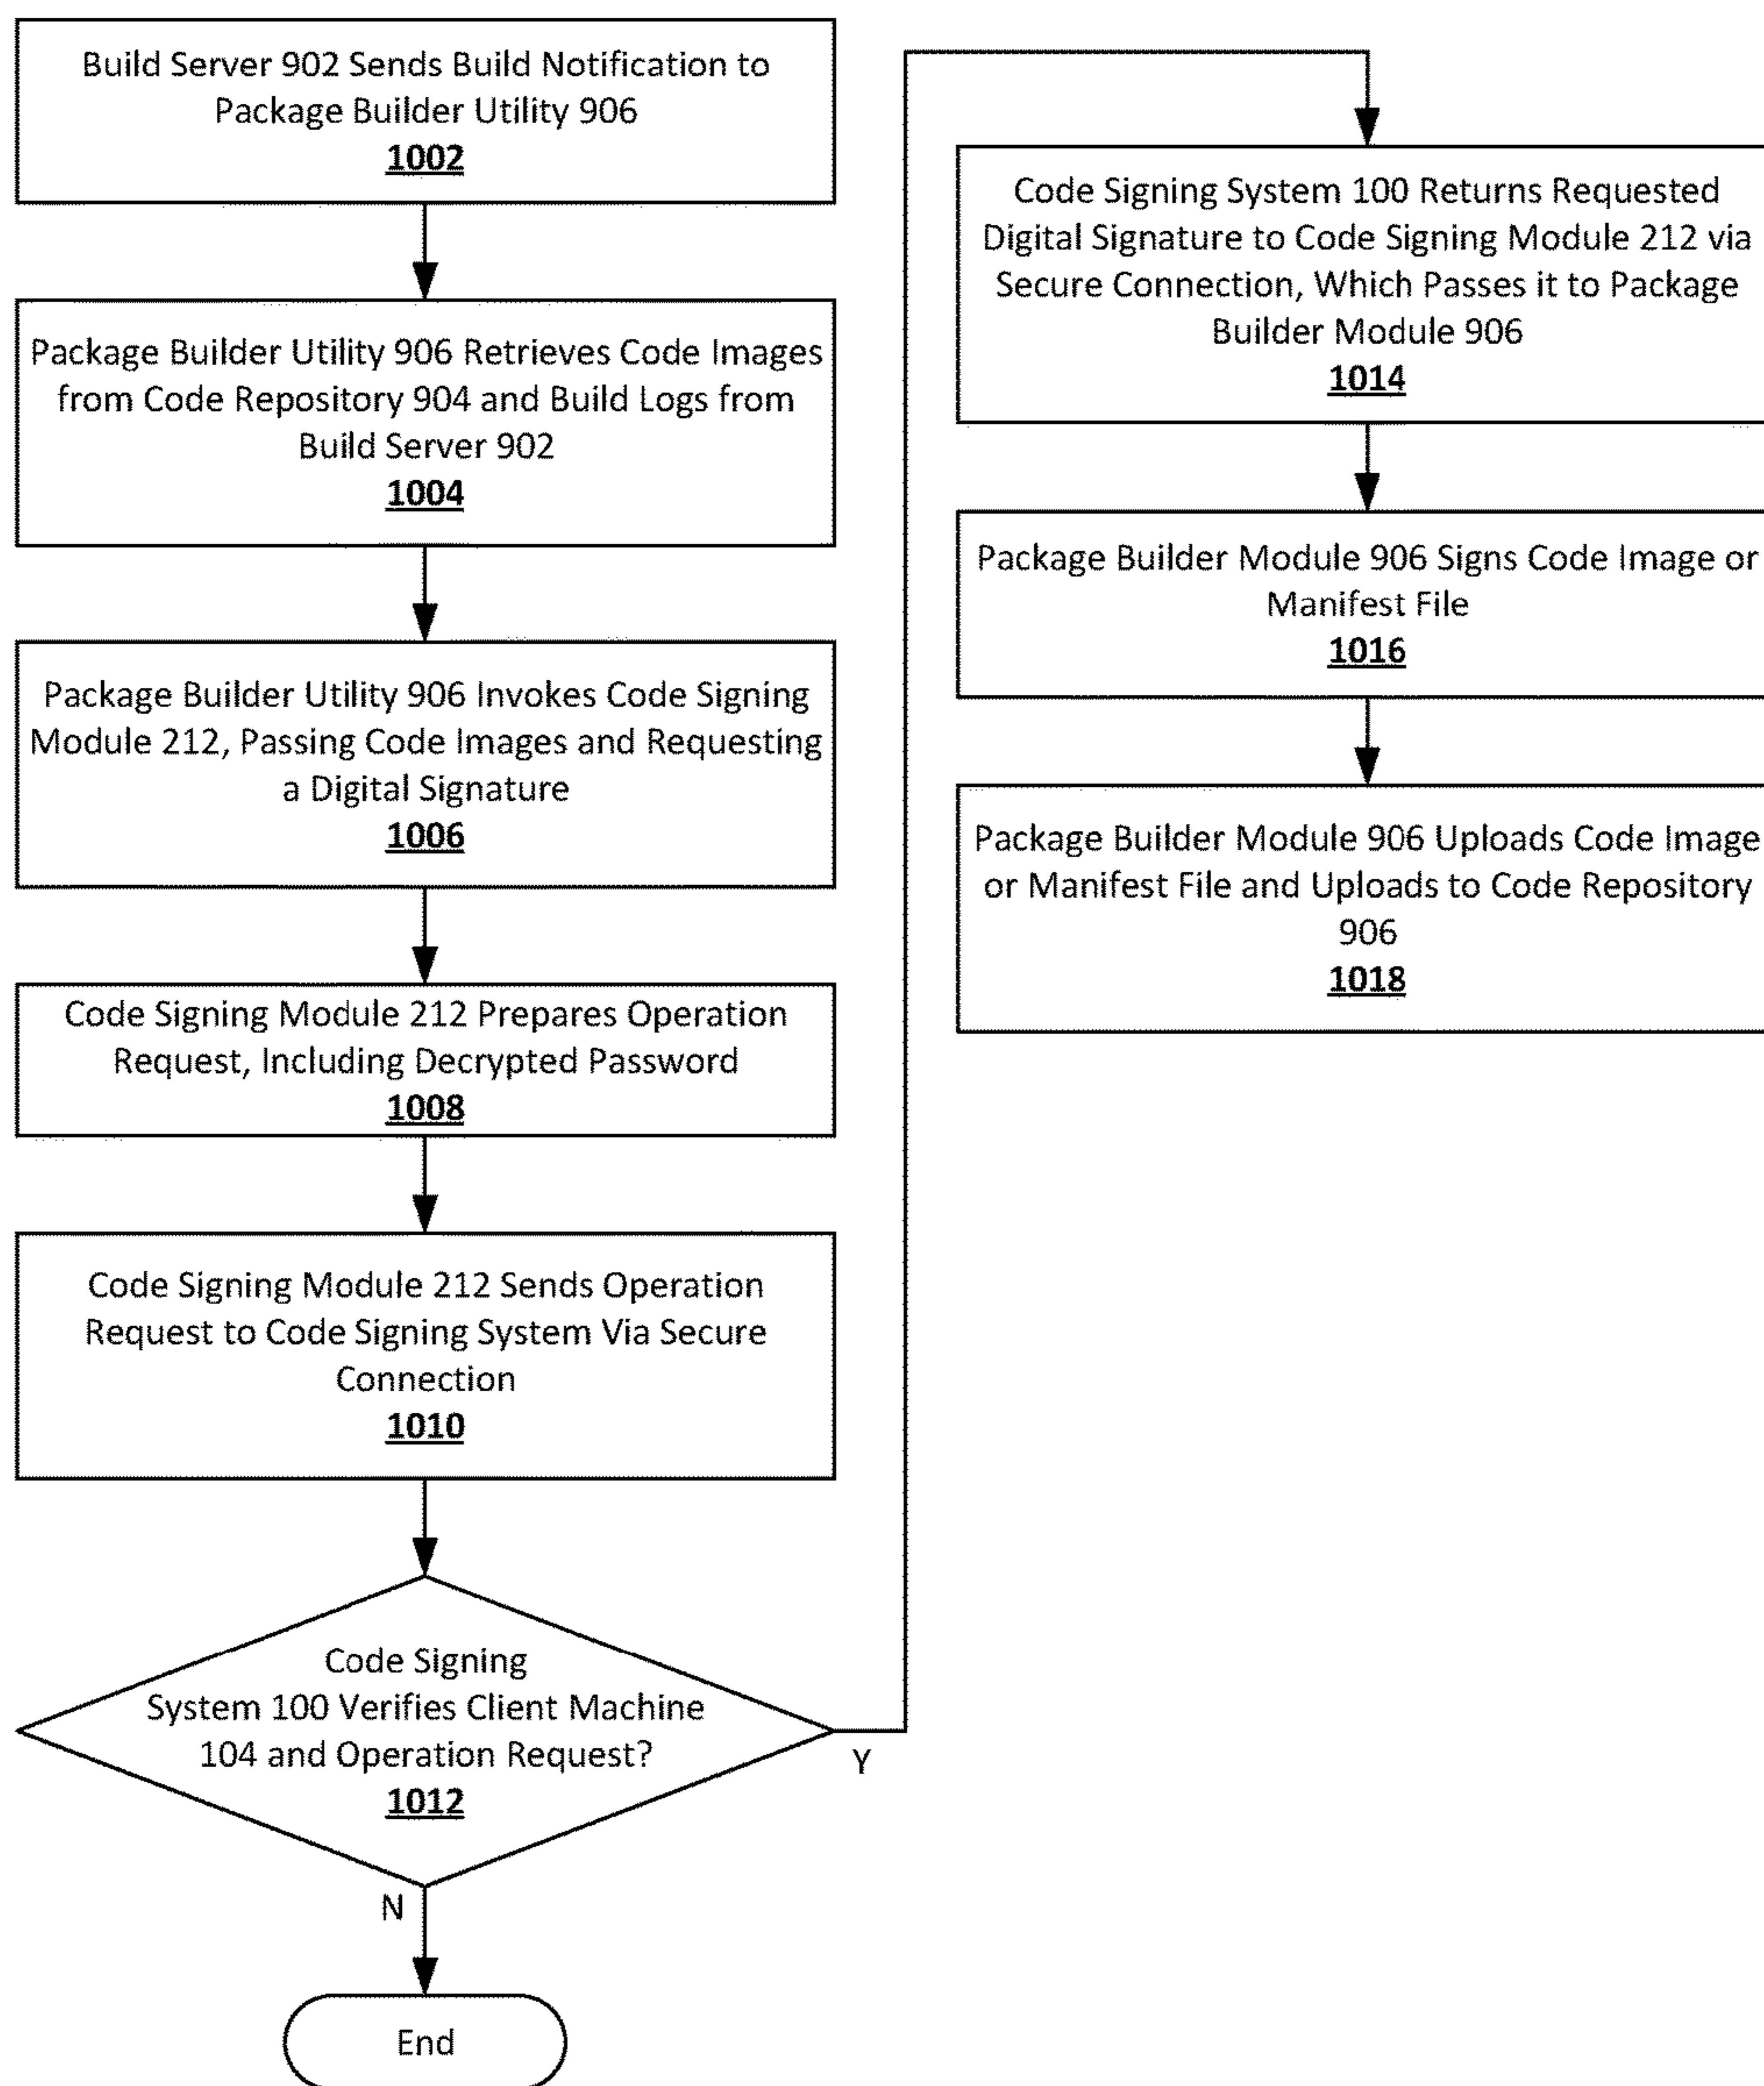 Build Server 902 Sends Build Notification to
Package Builder Utility 906
1002
Package Builder Utility 906 Retrieves Code Images
from Code Repository 904 and Build Logs from
Build Server 902
1004
Package Builder Utility 906 Invokes Code Signing
Module 212, Passing Code Images and Requesting
a Digital Signature
1006
Code Signing Module 212 Prepares Operation
Request, Including Decrypted Password
1008
Code Signing Module 212 Sends Operation
Request to Code Signing System Via Secure
Connection
1010
Code Signing
System 100 Verifies Client Machine
104 and Operation Request?
1012
Y
N
End
Code Signing System 100 Returns Requested
Digital Signature to Code Signing Module 212 via
Secure Connection, Which Passes it to Package
Builder Module 906
1014
Package Builder Module 906 Signs Code Image or
Manifest File
1016
Package Builder Module 906 Uploads Code Image
or Manifest File and Uploads to Code Repository
906
1018